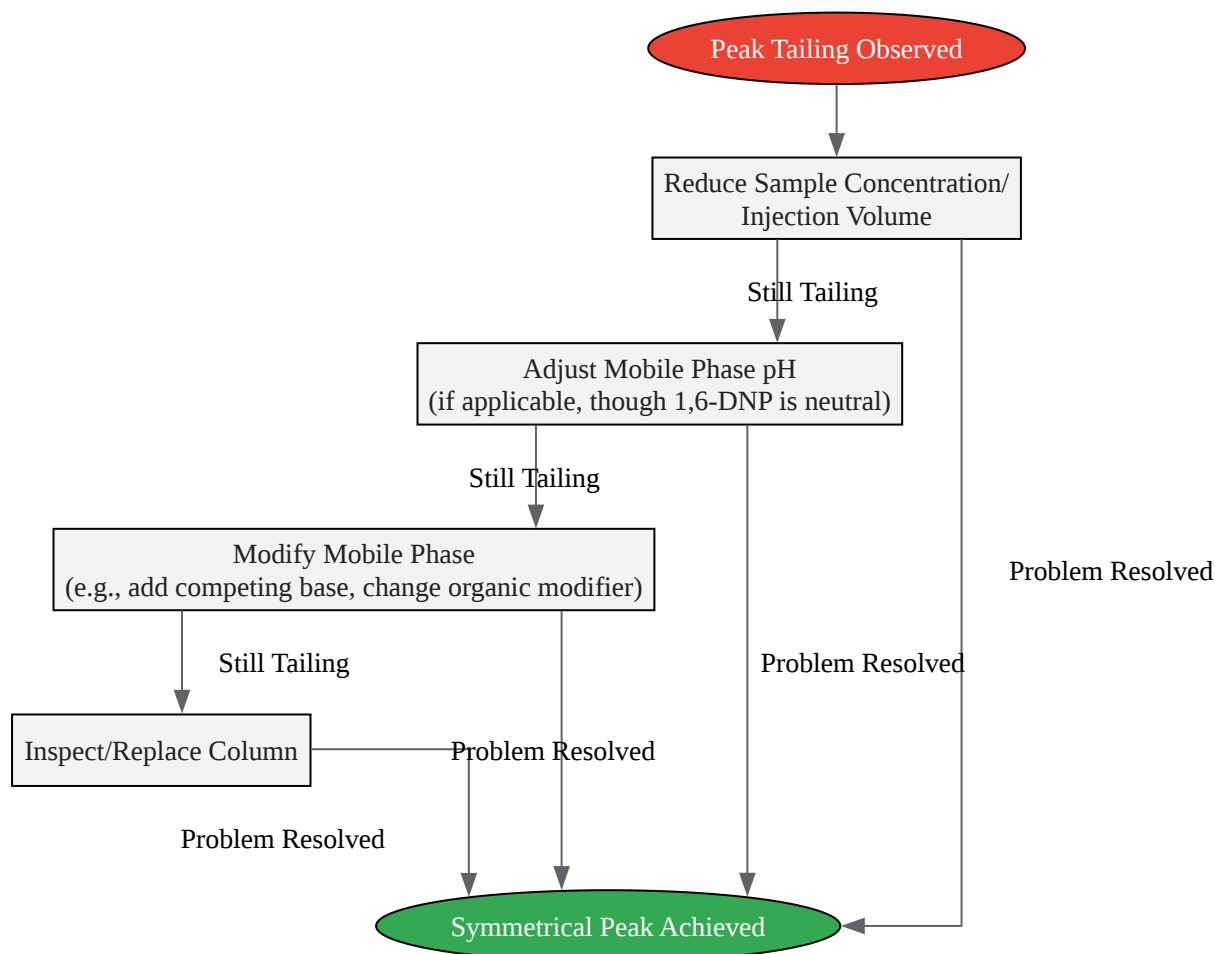 Peak Tailing Observed
Reduce Sample Concentration/
Injection Volume
Still Tailing
Adjust Mobile Phase pH
(if applicable, though 1,6-DNP is neutral)
Still Tailing
Modify Mobile Phase
(e.g., add competing base, change organic modifier)
Problem Resolved
Still Tailing
Problem Resolved
Inspect/Replace Column
Problem Resolved
Problem Resolved
Symmetrical Peak Achieved